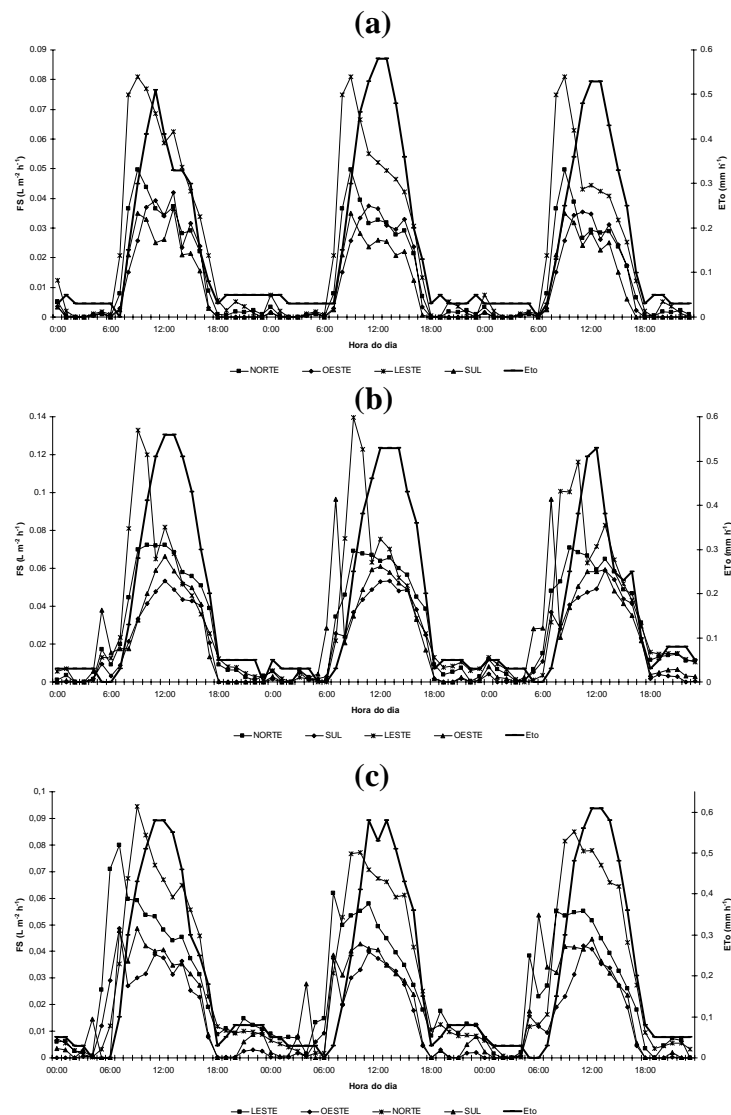 (a)
0.09
0.08
0.07
0.06
0.05
0.04
0.03
0.02
0.01
0
FS (L m-2 h-1)
0.6
0.5
0.4
0.3
0.2
0.1
0
ETo (mm h-1)
0:00 6:00 12:00 18:00 0:00 6:00 12:00 18:00 0:00 6:00 12:00 18:00
Hora do dia
NORTE OESTE LESTE SUL Eto
(b)
0.14
0.12
0.1
0.08
0.06
0.04
0.02
0
FS (L m-2 h-1)
0.6
0.5
0.4
0.3
0.2
0.1
0
ETo (mm h-1)
0:00 6:00 12:00 18:00 0:00 6:00 12:00 18:00 0:00 6:00 12:00 18:00
Hora do dia
NORTE SUL LESTE OESTE Eto
(c)
0,1
0,09
0,08
0,07
0,06
0,05
0,04
0,03
0,02
0,01
0
FS (L m-2 h-1)
0,6
0,5
0,4
0,3
0,2
0,1
0
ETo (mm h-1)
00:00 06:00 12:00 18:00 00:00 06:00 12:00 18:00 00:00 06:00 12:00 18:00
Hora do dia
LESTE OESTE NORTE SUL Eto